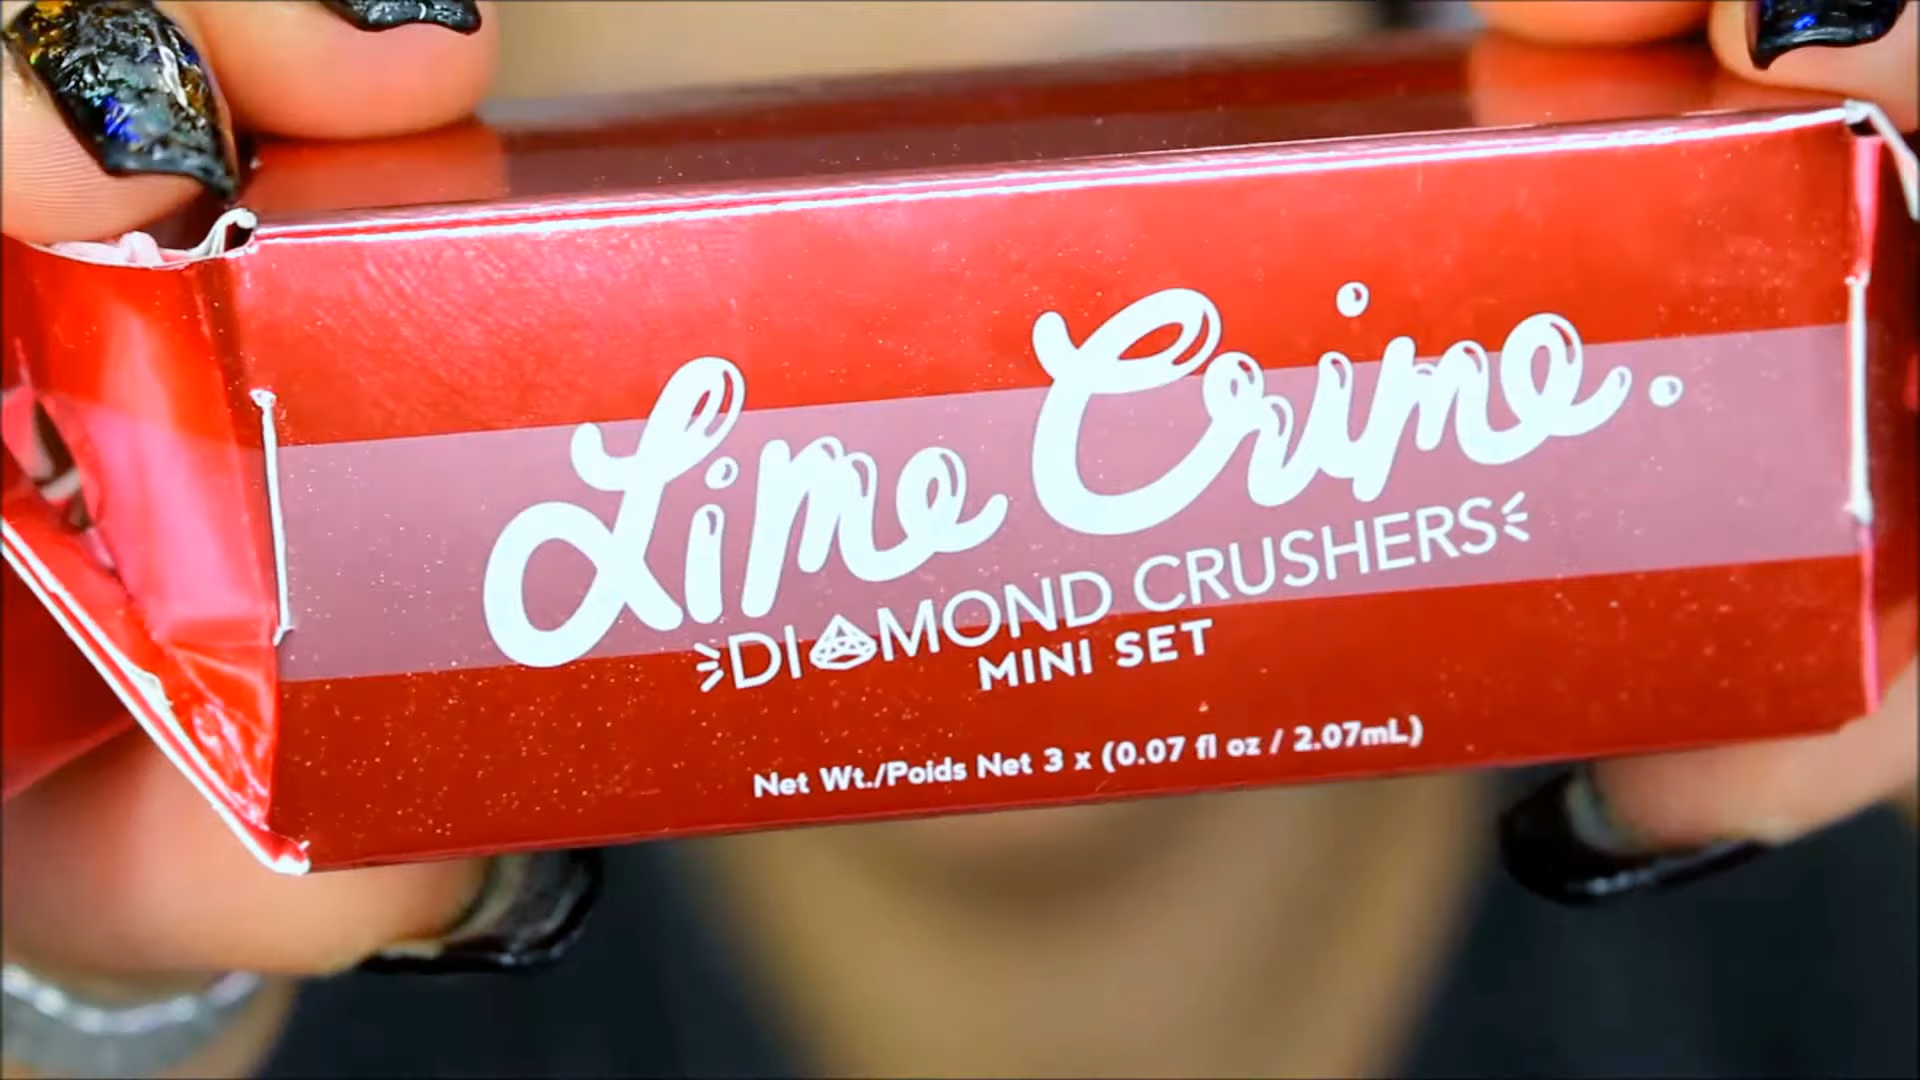 Lime Crime.
DIAMOND CRUSHERS
MINI SET
Net Wt./Poids Net 3 x (0.07 fl oz / 2.07mL)